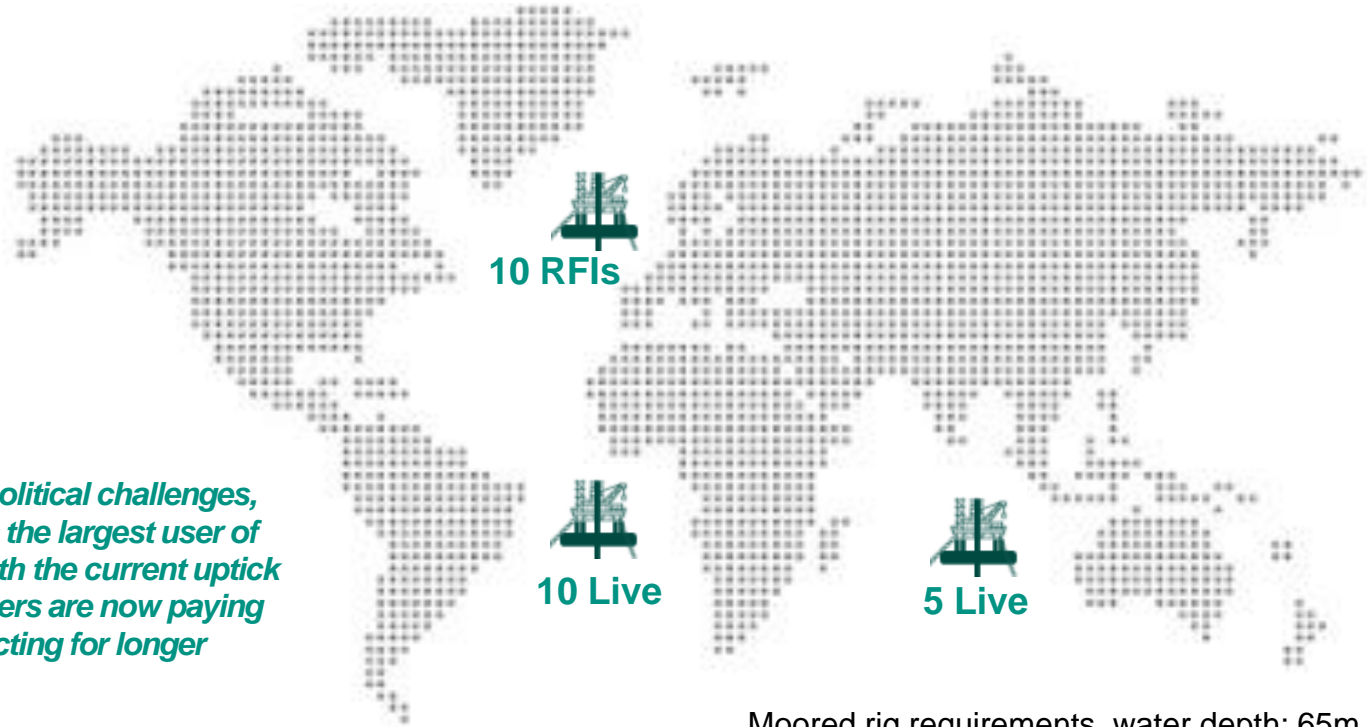 10 RFIs
olitical challenges,
the largest user of
th the current uptick
ers are now paying
cting for longer
10 Live
5 Live
Moored rig requirements, water depth: 65m